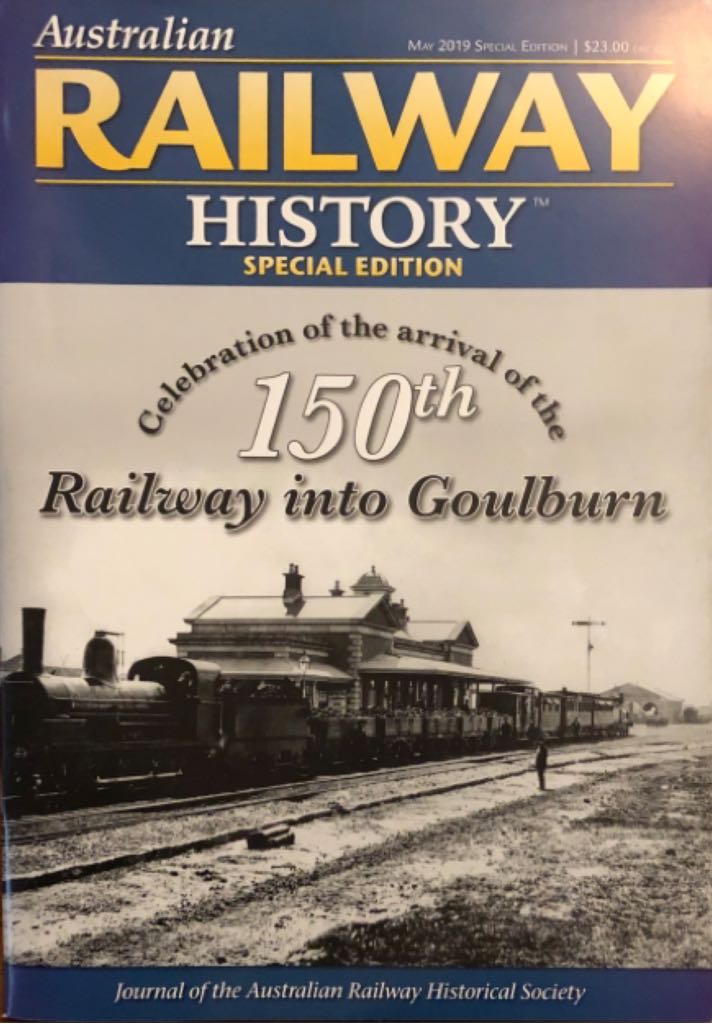 Australian
MAY 2019 SPECIAL EDITION | $23.00
RAILWAY
HISTORY™
SPECIAL EDITION
Celebration of the arrival of the
150th
Railway into Goulburn
Journal of the Australian Railway Historical Society